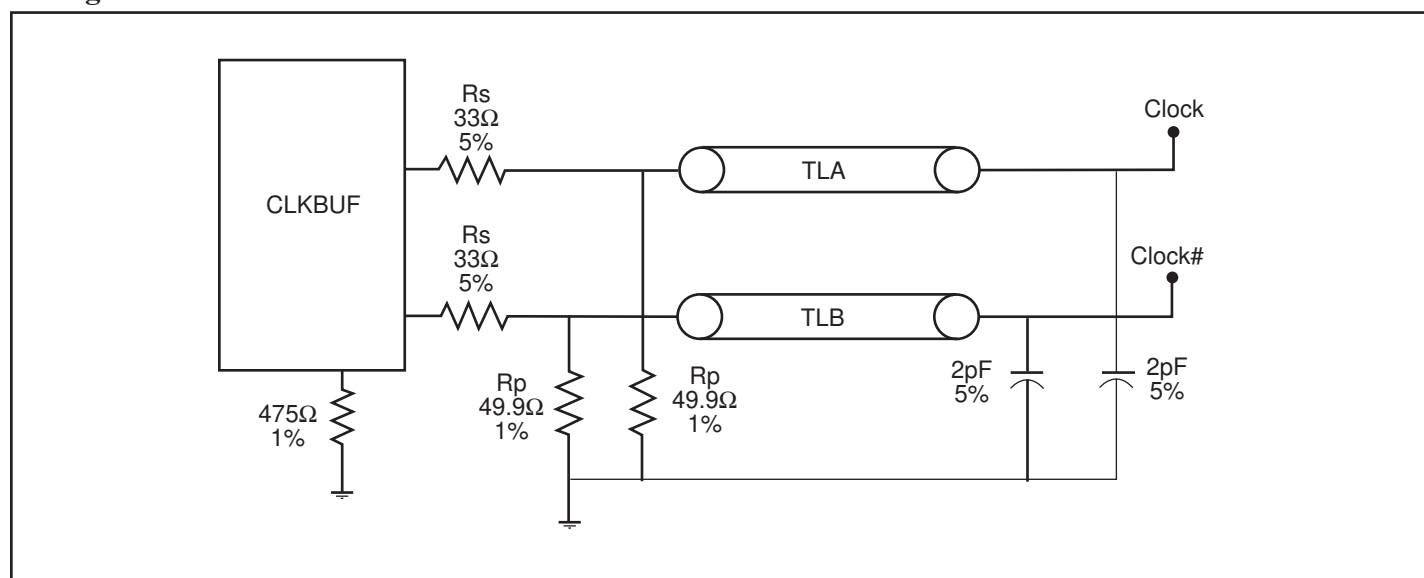 Rs
33Ω
5%
Clock
TLA
CLKBUF
Rs
33Ω
5%
Clock#
TLB
Rp
49.9Ω
1%
Rp
49.9Ω
1%
2pF
5%
2pF
5%
475Ω
1%